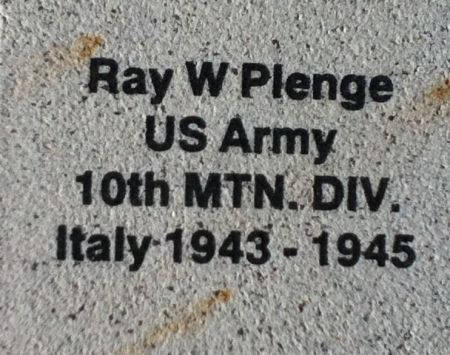 Ray W Plenge
US Army
10th MTN. DIV.
Italy 1943 - 1945